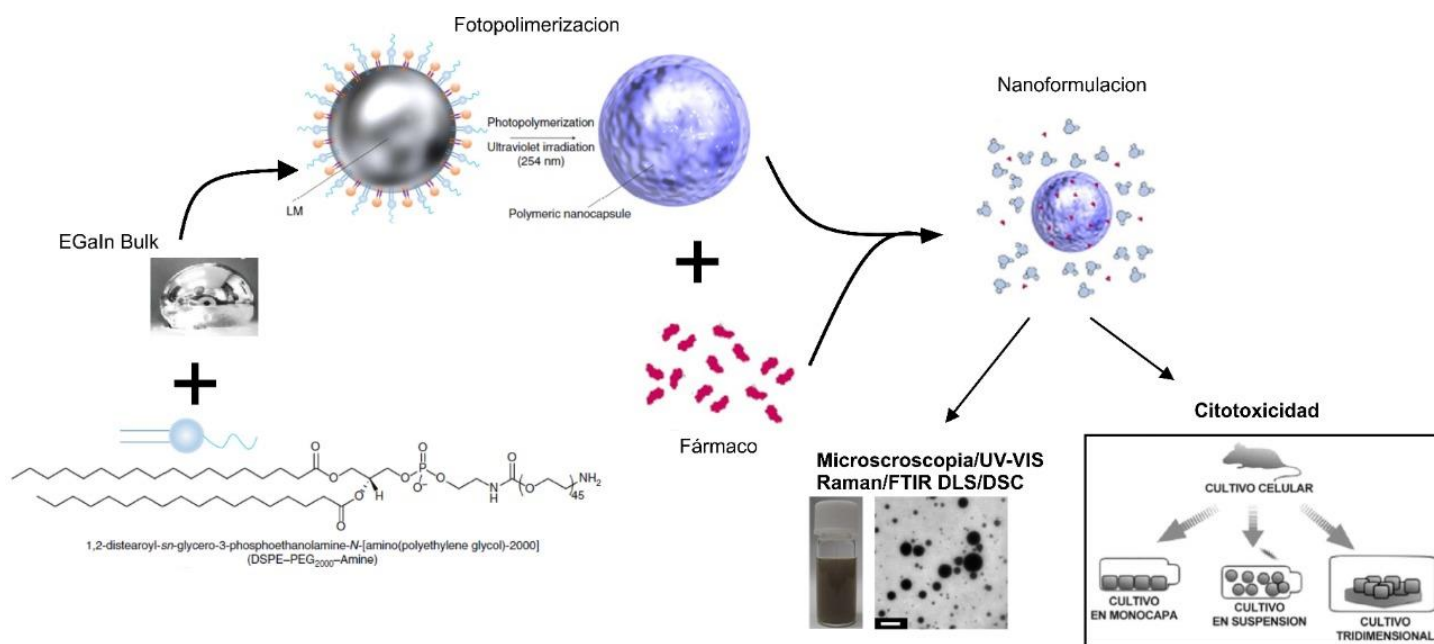 Fotopolimerizacion
Photopolymerization
Ultraviolet irradiation
(254 nm)
LM
Polymeric nanocapsule
Nanoformulacion
EGaIn Bulk
+
+
Fármaco
O
O
O
O
P
O
O⁻
O
N
H
O
O
NH₂
45
H
O
O
1,2-distearoyl-sn-glycero-3-phosphoethanolamine-N-[amino(polyethylene glycol)-2000]
(DSPE–PEG₂₀₀₀–Amine)
Microscroscopia/UV-VIS
Raman/FTIR DLS/DSC
Citotoxicidad
CULTIVO CELULAR
CULTIVO
EN MONOCAPA
CULTIVO
EN SUSPENSION
CULTIVO
TRIDIMENSIONAL